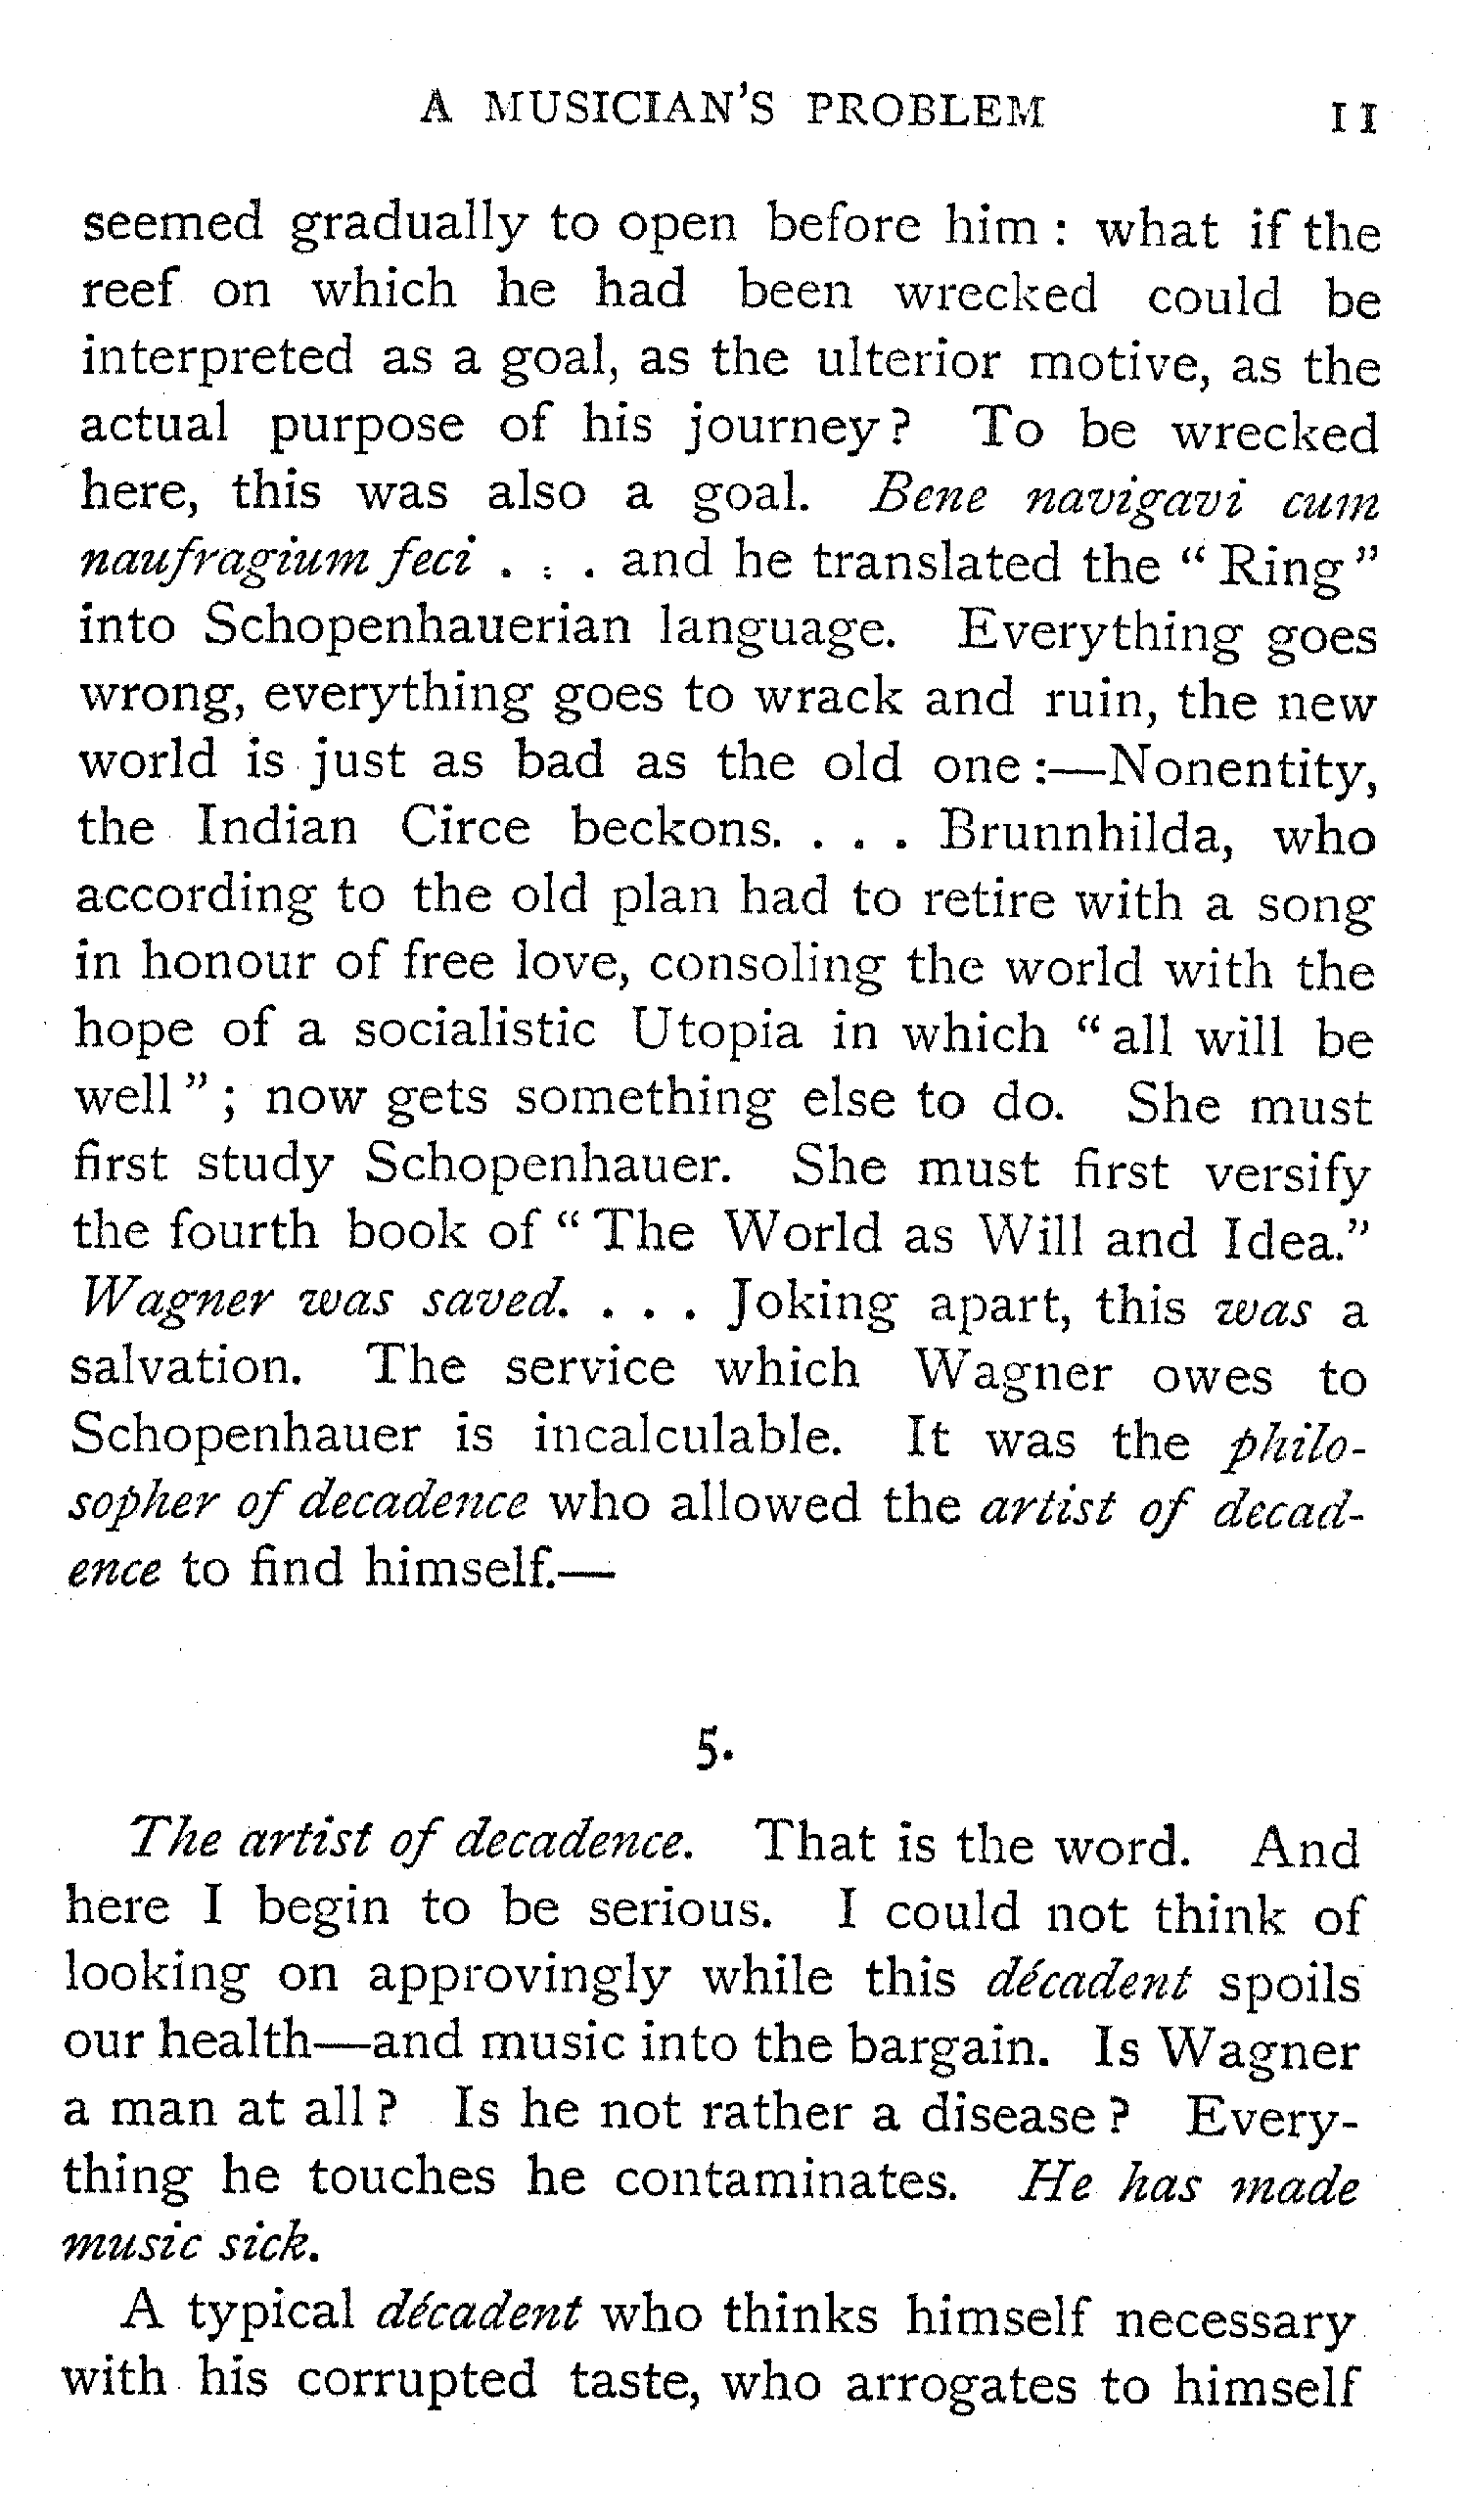 A MUSICIAN'S PROBLEM 11
seemed gradually to open before him: what if the
reef on which he had been wrecked could be
interpreted as a goal, as the ulterior motive, as the
actual purpose of his journey? To be wrecked
here, this was also a goal. Bene navigavi cum
naufragium feci . . . and he translated the "Ring"
into Schopenhauerian language. Everything goes
wrong, everything goes to wrack and ruin, the new
world is just as bad as the old one:—Nonentity,
the Indian Circe beckons. . . . Brunnhilda, who
according to the old plan had to retire with a song
in honour of free love, consoling the world with the
hope of a socialistic Utopia in which "all will be
well"; now gets something else to do. She must
first study Schopenhauer. She must first versify
the fourth book of "The World as Will and Idea."
Wagner was saved. . . . Joking apart, this was a
salvation. The service which Wagner owes to
Schopenhauer is incalculable. It was the philo-
sopher of decadence who allowed the artist of decad-
ence to find himself.—
5.
The artist of decadence. That is the word. And
here I begin to be serious. I could not think of
looking on approvingly while this décadent spoils
our health—and music into the bargain. Is Wagner
a man at all? Is he not rather a disease? Every-
thing he touches he contaminates. He has made
music sick.
A typical décadent who thinks himself necessary
with his corrupted taste, who arrogates to himself